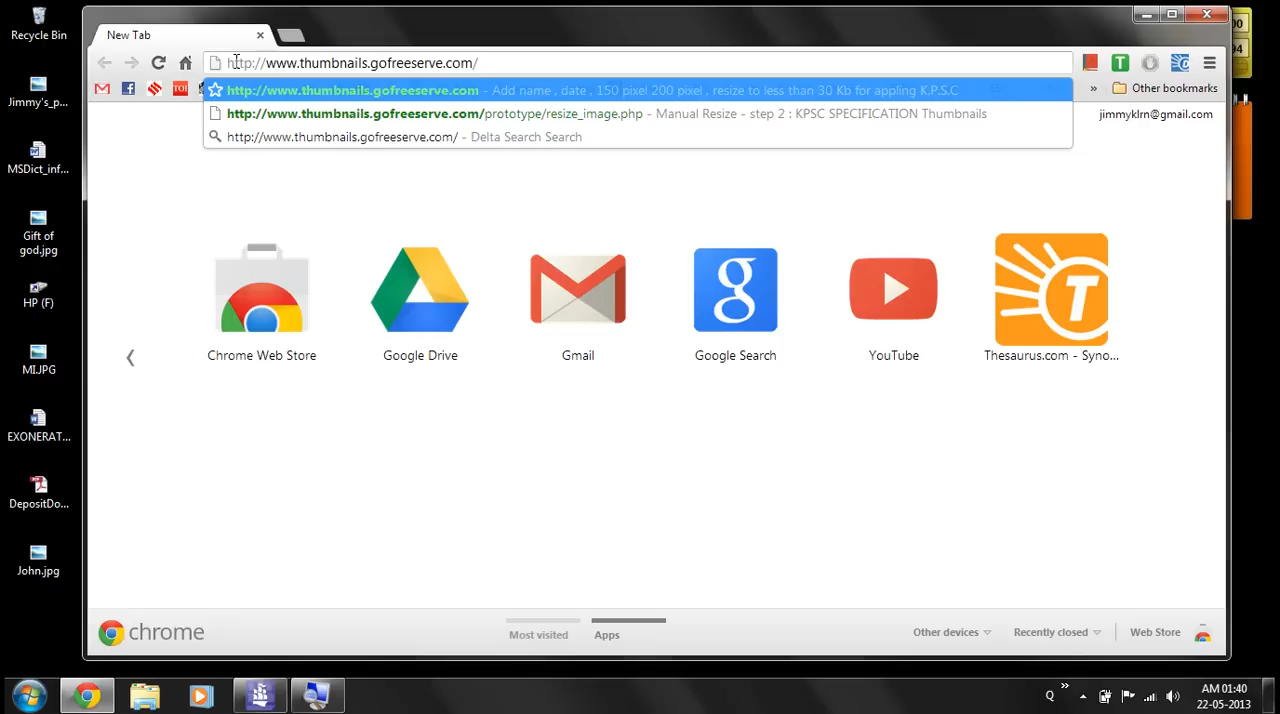 Recycle Bin
Jimmy's_p...
MSDict_inf...
Gift of
god.jpg
HP (F)
MI.JPG
EXONERAT...
DepositDo...
John.jpg
New Tab
http://www.thumbnails.gofreeserve.com/
http://www.thumbnails.gofreeserve.com - Add name , date , 150 pixel 200 pixel , resize to less than 30 Kb for appling K.P.S.C
http://www.thumbnails.gofreeserve.com/prototype/resize_image.php - Manual Resize - step 2 : KPSC SPECIFICATION Thumbnails
http://www.thumbnails.gofreeserve.com/ - Delta Search Search
TOI
» Other bookmarks
jimmyklrn@gmail.com
Chrome Web Store
Google Drive
Gmail
Google Search
YouTube
Thesaurus.com - Syno...
chrome
Most visited
Apps
Other devices
Recently closed
Web Store
Q
AM 01:40
22-05-2013